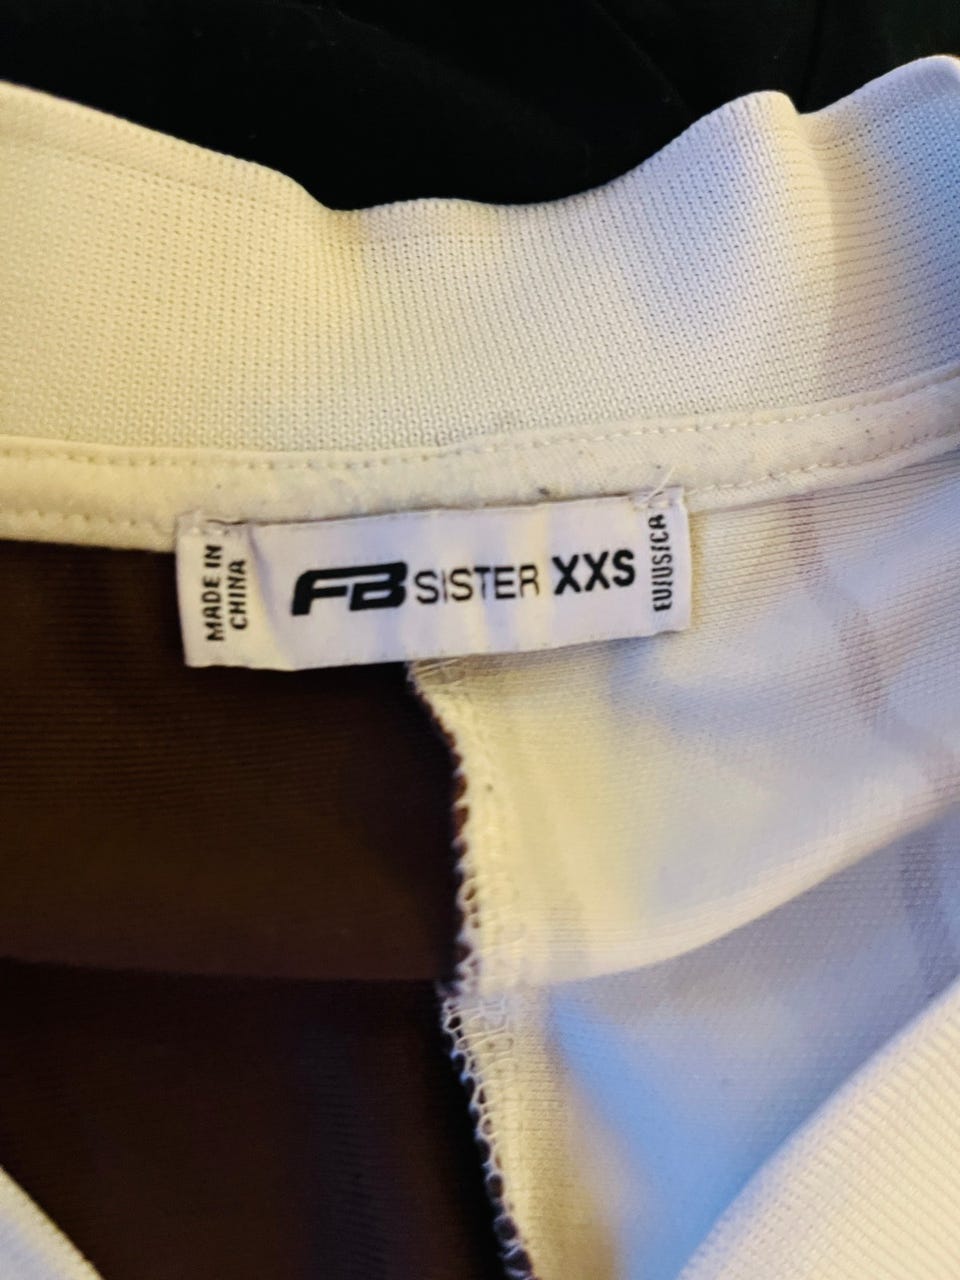 MADE IN
CHINA
FB SISTER XXS
EU/US/CA